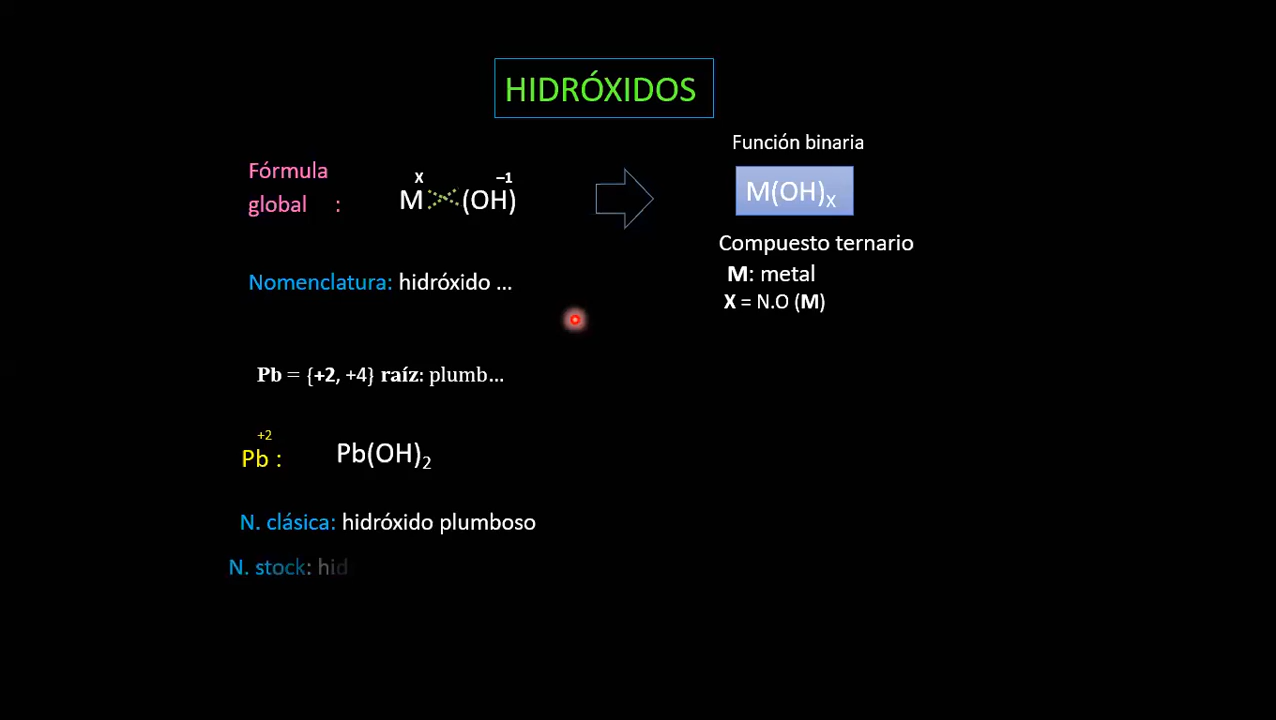 HIDRÓXIDOS
Fórmula
global :
X –1
M (OH)
Función binaria
M(OH)x
Compuesto ternario
M: metal
X = N.O (M)
Nomenclatura: hidróxido ...
Pb = {+2, +4} raíz: plumb...
+2
Pb : Pb(OH)2
N. clásica: hidróxido plumboso
N. stock: hid